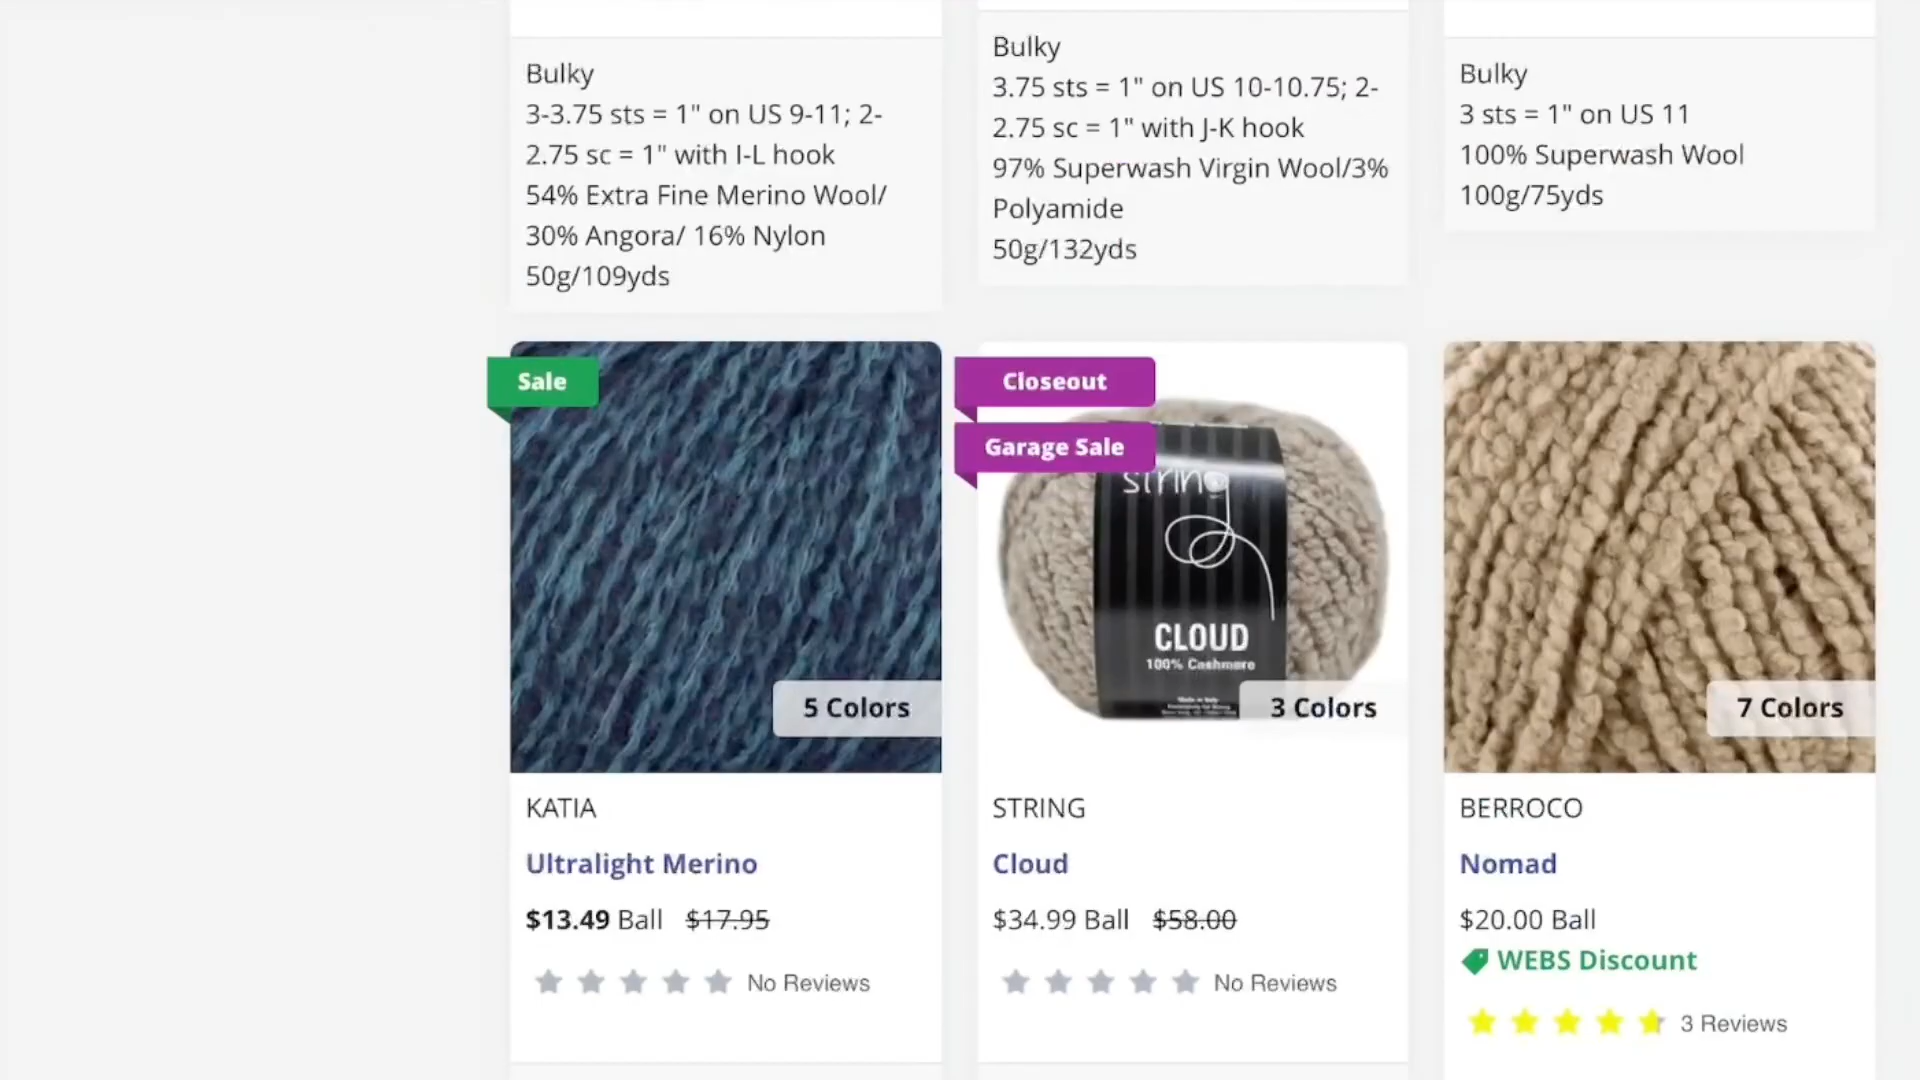 Bulky
3-3.75 sts = 1" on US 9-11; 2-
2.75 sc = 1" with I-L hook
54% Extra Fine Merino Wool/
30% Angora/ 16% Nylon
50g/109yds
Bulky
3.75 sts = 1" on US 10-10.75; 2-
2.75 sc = 1" with J-K hook
97% Superwash Virgin Wool/3%
Polyamide
50g/132yds
Bulky
3 sts = 1" on US 11
100% Superwash Wool
100g/75yds
Sale
5 Colors
KATIA
Ultralight Merino
$13.49 Ball $17.95
No Reviews
Closeout
Garage Sale
string
CLOUD
100% Cashmere
3 Colors
STRING
Cloud
$34.99 Ball $58.00
No Reviews
7 Colors
BERROCO
Nomad
$20.00 Ball
WEBS Discount
3 Reviews